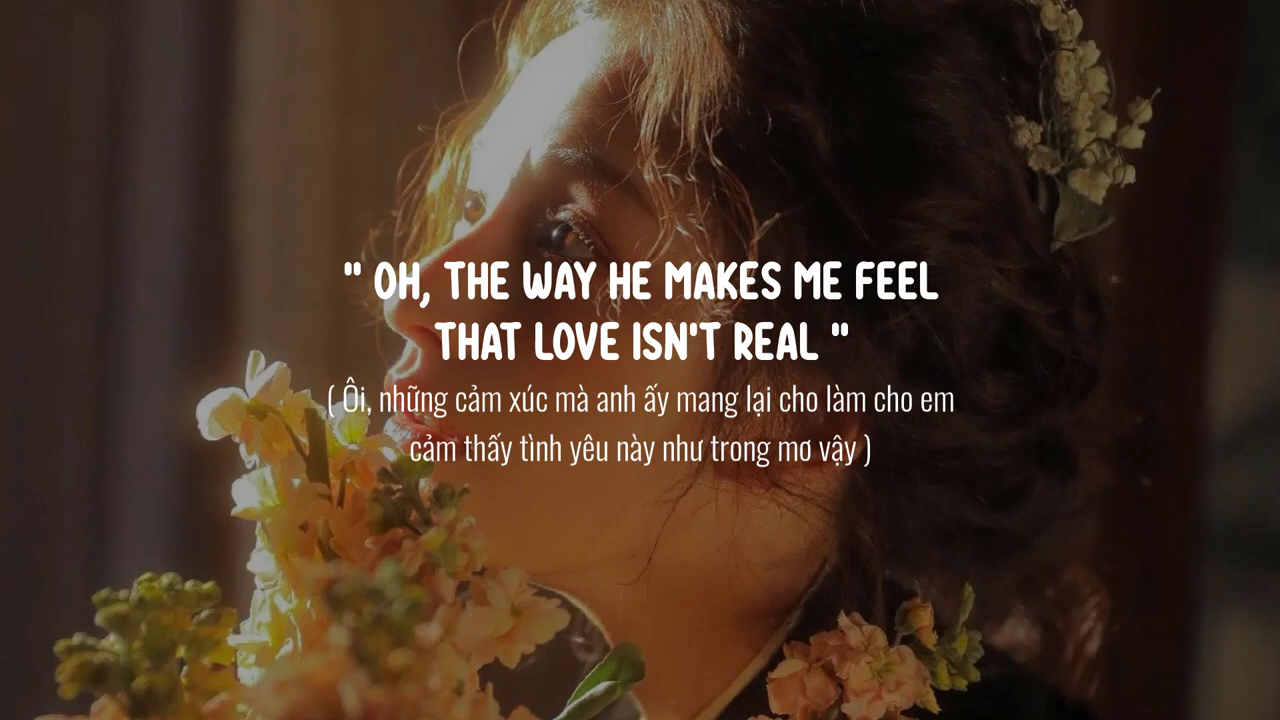 " OH, THE WAY HE MAKES ME FEEL
THAT LOVE ISN'T REAL "
( Ôi, những cảm xúc mà anh ấy mang lại cho làm cho em
cảm thấy tình yêu này như trong mơ vậy )